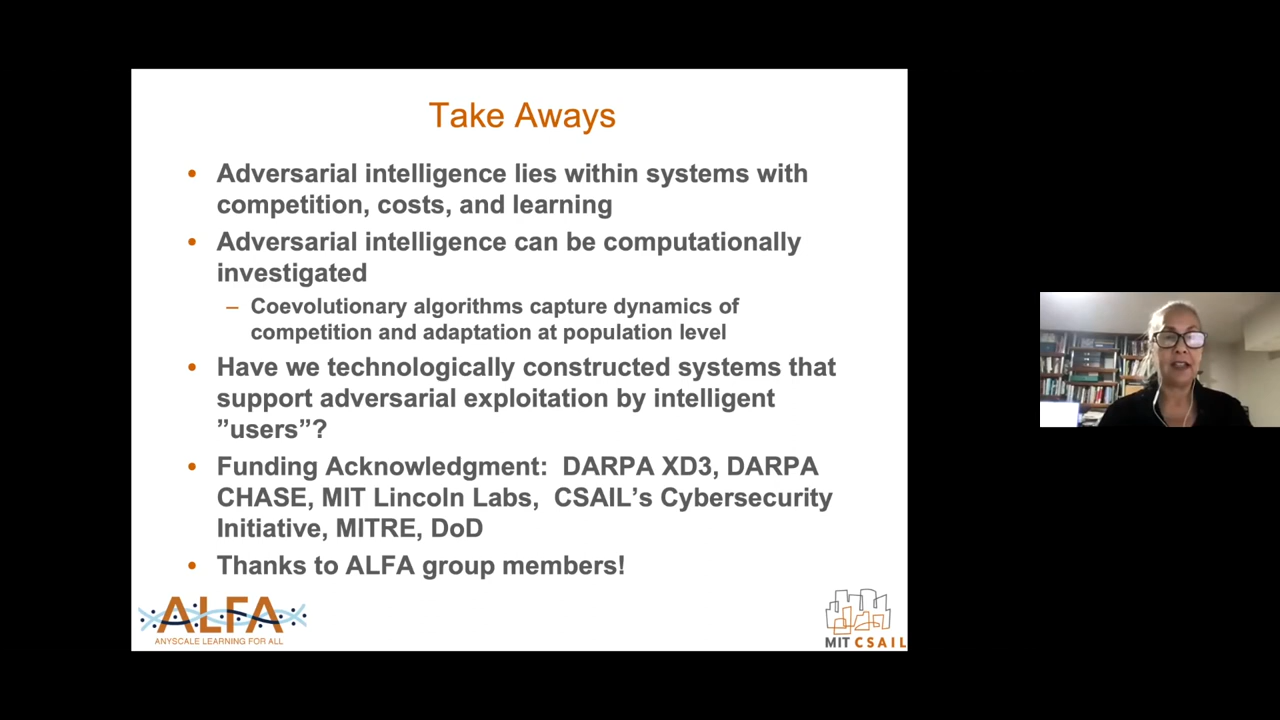 Take Aways
• Adversarial intelligence lies within systems with
competition, costs, and learning
• Adversarial intelligence can be computationally
investigated
– Coevolutionary algorithms capture dynamics of
competition and adaptation at population level
• Have we technologically constructed systems that
support adversarial exploitation by intelligent
”users”?
• Funding Acknowledgment:  DARPA XD3, DARPA
CHASE, MIT Lincoln Labs,  CSAIL’s Cybersecurity
Initiative, MITRE, DoD
• Thanks to ALFA group members!
ALFA
ANYSCALE LEARNING FOR ALL
MIT CSAIL